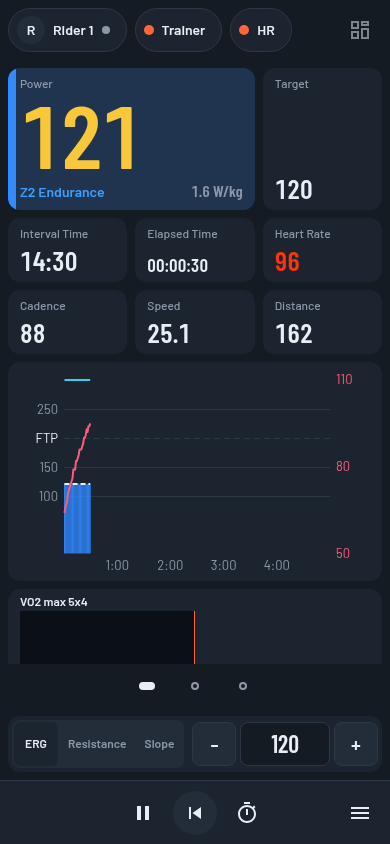 R Rider 1 Trainer HR
Power
121
Z2 Endurance 1.6 W/kg
Target
120
Interval Time
14:30
Elapsed Time
00:00:30
Heart Rate
96
Cadence
88
Speed
25.1
Distance
162
110
250
FTP
150
80
100
50
1:00 2:00 3:00 4:00
VO2 max 5x4
ERG Resistance Slope - 120 +